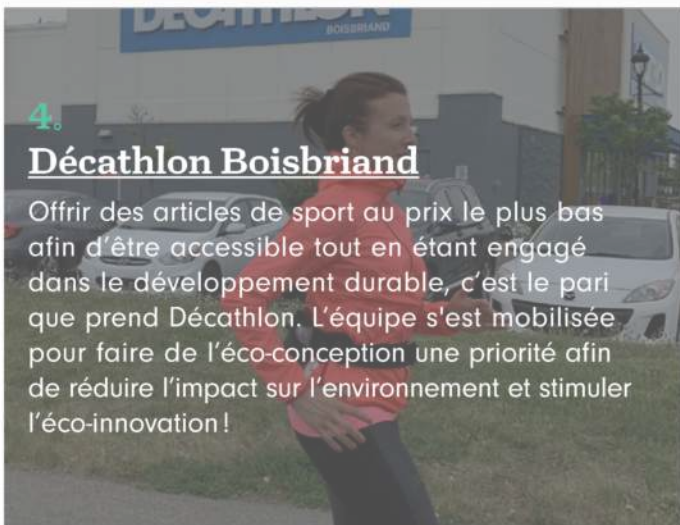 DECATHLON
BOISBRIAND
4.
Décathlon Boisbriand
Offrir des articles de sport au prix le plus bas
afin d’être accessible tout en étant engagé
dans le développement durable, c’est le pari
que prend Décathlon. L’équipe s'est mobilisée
pour faire de l’éco-conception une priorité afin
de réduire l’impact sur l’environnement et stimuler
l’éco-innovation !